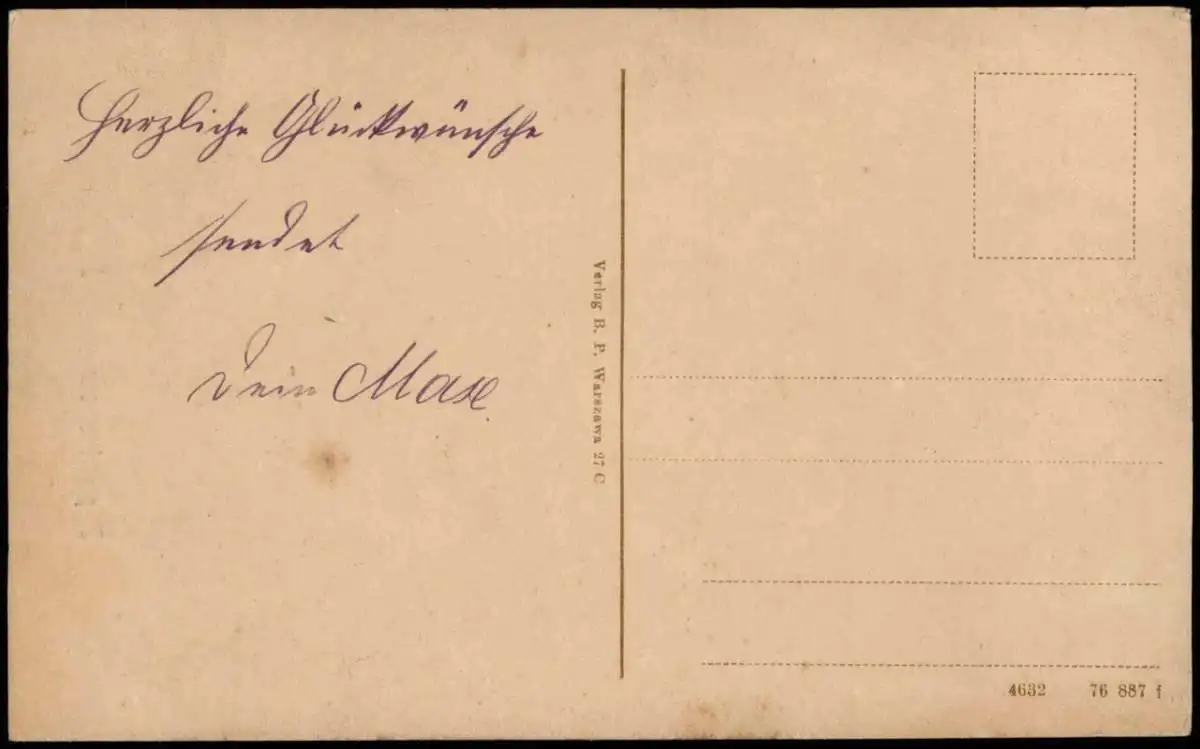 Herzliche Glückwünsche
sendet
Dein Max.
Verlag B. P. Warszawa 27 C
4632 76 887 f